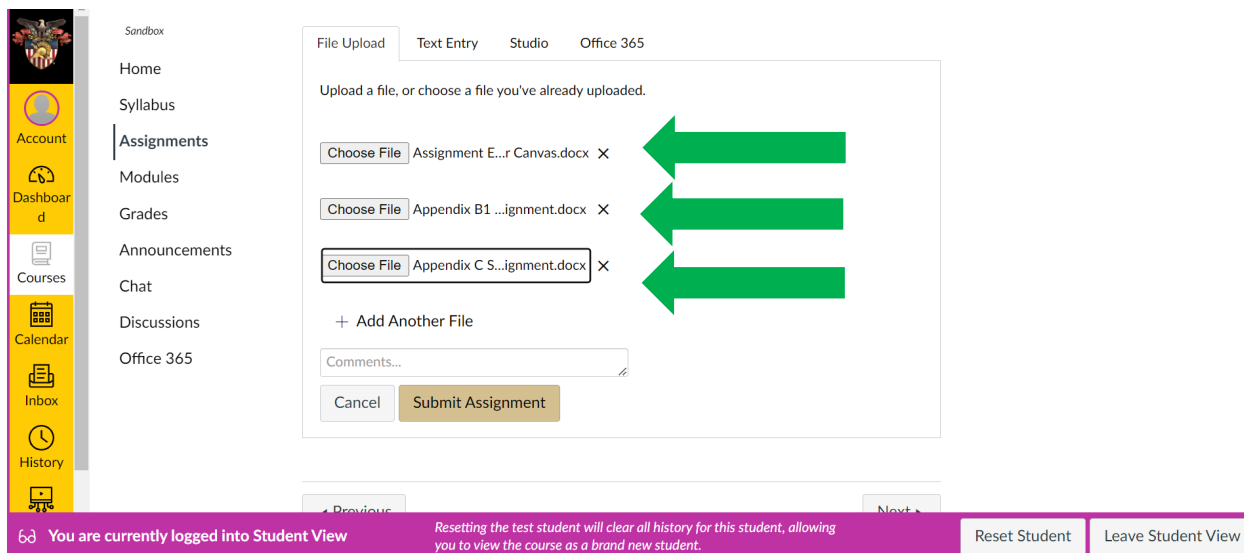 Account
Dashboar
d
Courses
Calendar
Inbox
History
Sandbox
Home
Syllabus
Assignments
Modules
Grades
Announcements
Chat
Discussions
Office 365
File Upload Text Entry Studio Office 365
Upload a file, or choose a file you've already uploaded.
Choose File Assignment E...r Canvas.docx ×
Choose File Appendix B1 ...ignment.docx ×
Choose File Appendix C S...ignment.docx ×
+ Add Another File
Comments...
Cancel Submit Assignment
◂ Previous Next ▸
You are currently logged into Student View
Resetting the test student will clear all history for this student, allowing
you to view the course as a brand new student.
Reset Student Leave Student View